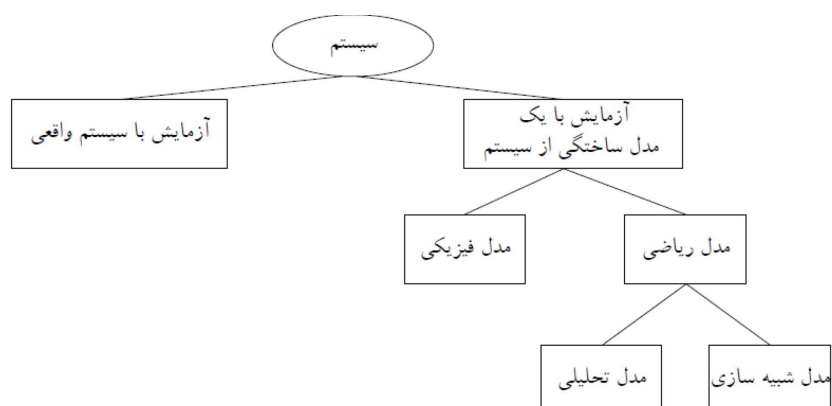 سیستم
آزمایش با یک
مدل ساختگی از سیستم
آزمایش با سیستم واقعی
مدل ریاضی
مدل فیزیکی
مدل شبیه سازی
مدل تحلیلی